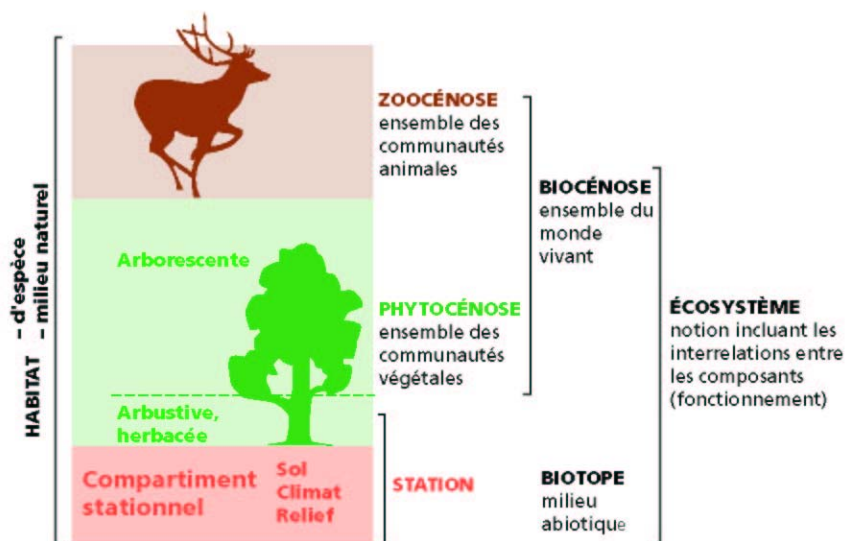 HABITAT – d'espèce
– milieu naturel
ZOOCÉNOSE
ensemble des
communautés
animales
BIOCÉNOSE
ensemble du
monde
vivant
Arborescente
PHYTOCÉNOSE
ensemble des
communautés
végétales
ÉCOSYSTÈME
notion incluant les
interrelations entre
les composants
(fonctionnement)
Arbustive,
herbacée
Compartiment
stationnel
Sol
Climat
Relief
STATION
BIOTOPE
milieu
abiotique